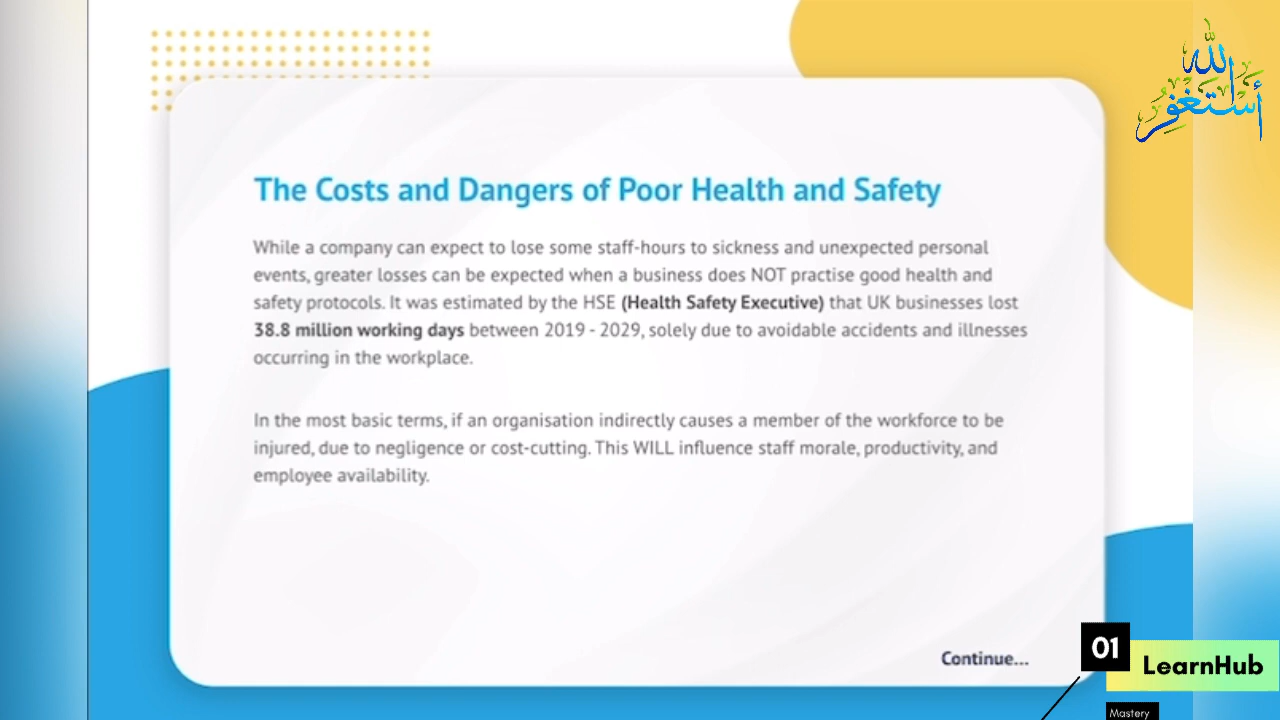 أستغفر الله
The Costs and Dangers of Poor Health and Safety
While a company can expect to lose some staff-hours to sickness and unexpected personal
events, greater losses can be expected when a business does NOT practise good health and
safety protocols. It was estimated by the HSE (Health Safety Executive) that UK businesses lost
38.8 million working days between 2019 - 2029, solely due to avoidable accidents and illnesses
occurring in the workplace.
In the most basic terms, if an organisation indirectly causes a member of the workforce to be
injured, due to negligence or cost-cutting. This WILL influence staff morale, productivity, and
employee availability.
Continue...
01
LearnHub
Mastery